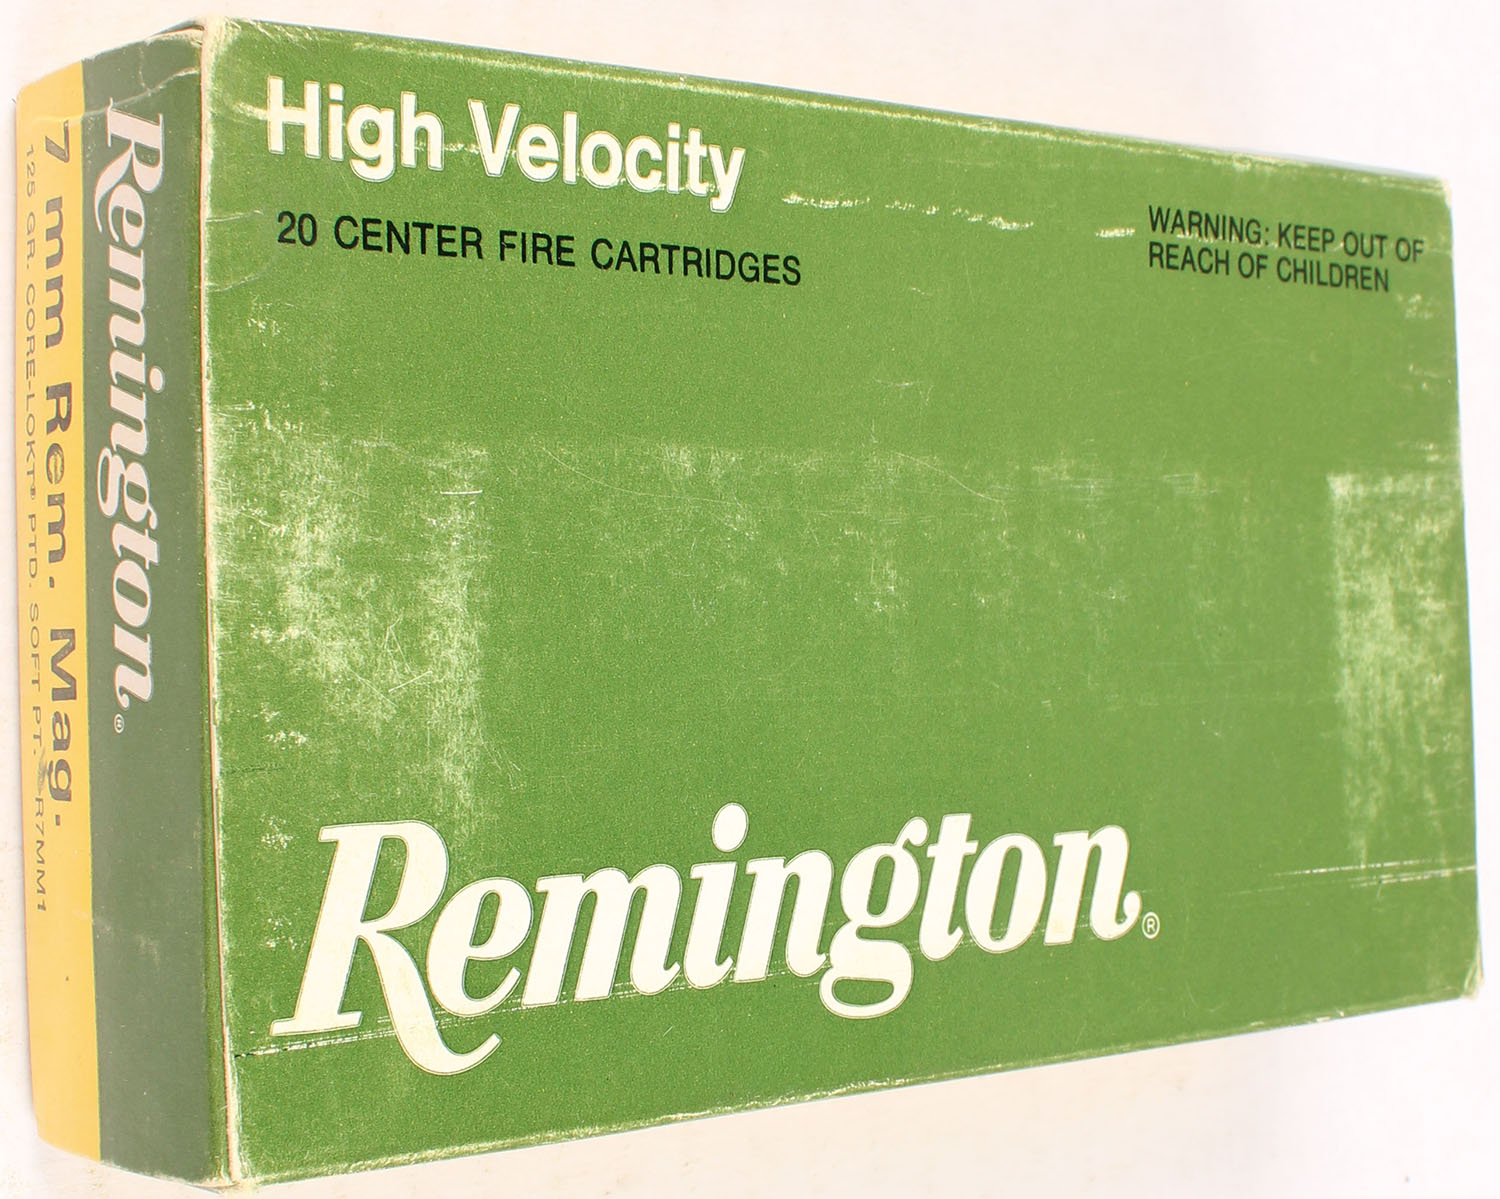 High Velocity
20 CENTER FIRE CARTRIDGES
WARNING: KEEP OUT OF
REACH OF CHILDREN
Remington®
Remington®
7 mm Rem. Mag.
125 GR. CORE-LOKT® PTD. SOFT PT. R7MM1